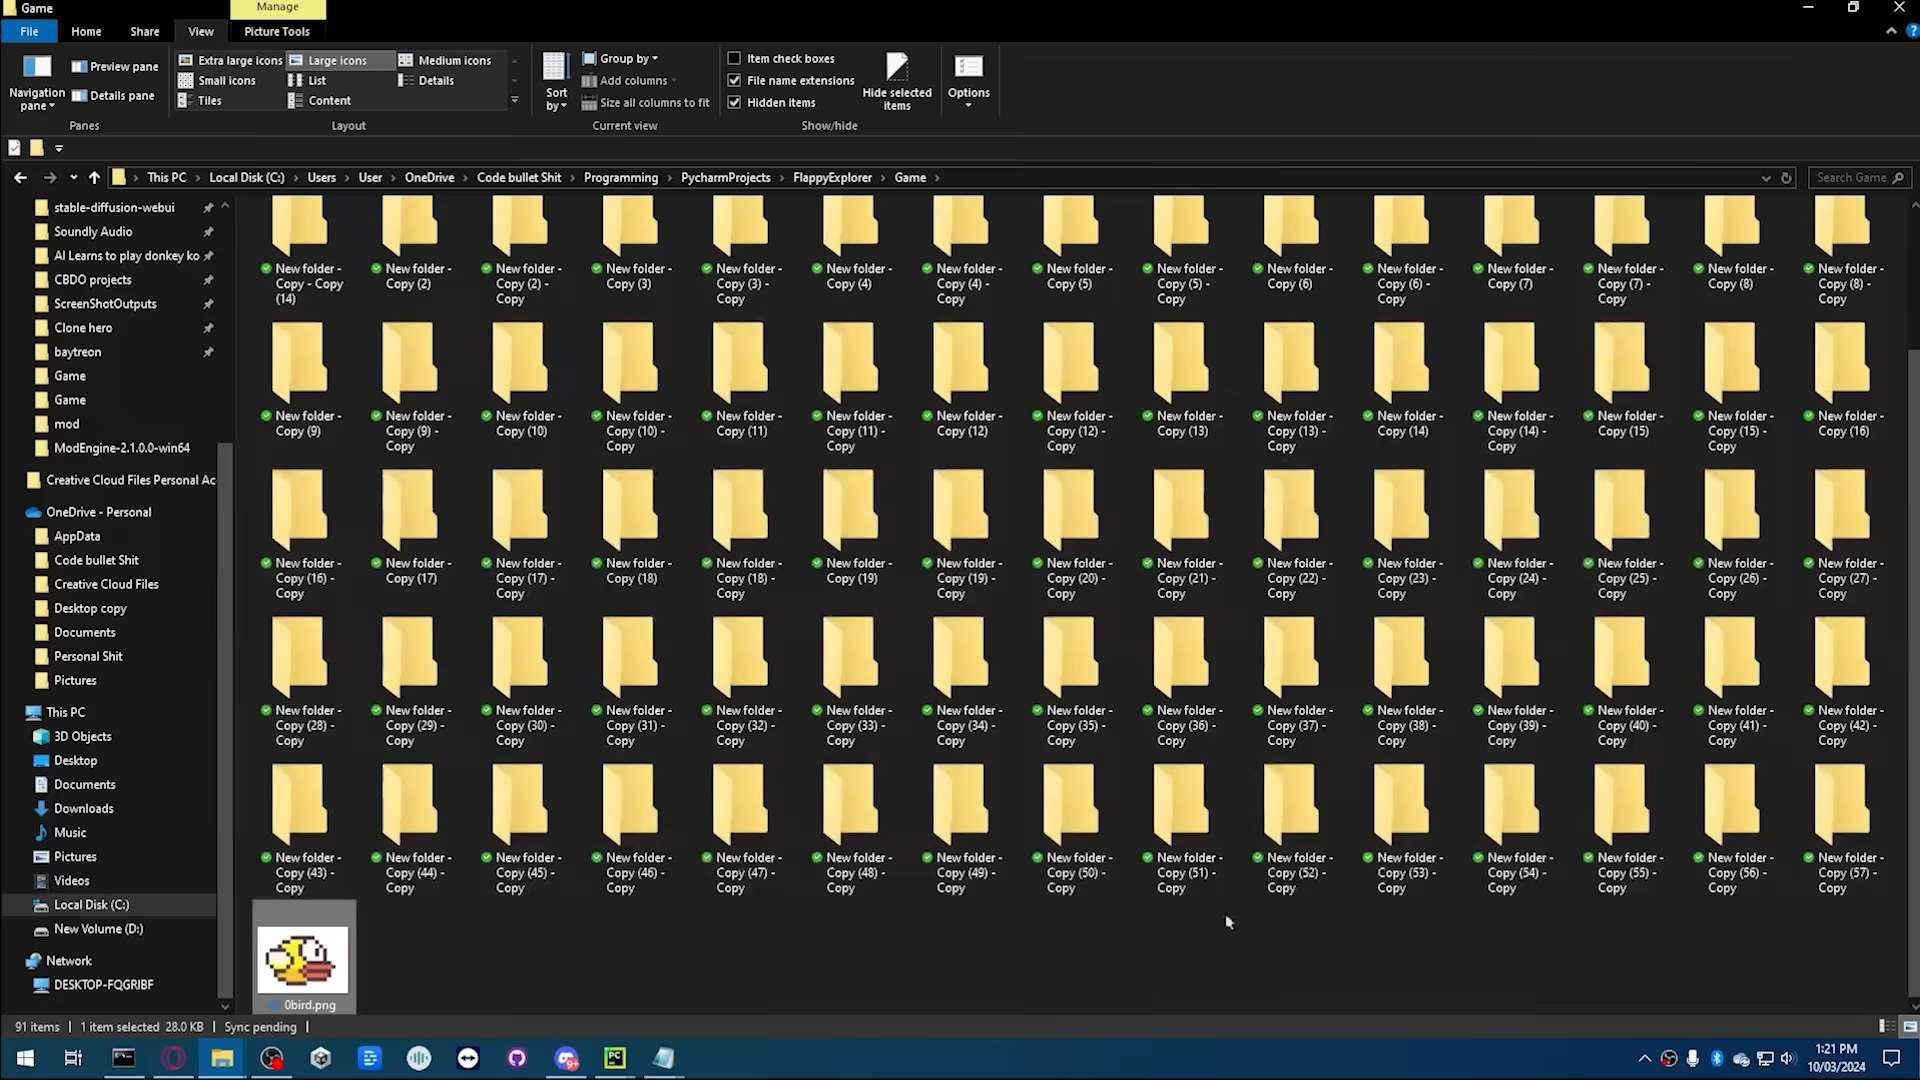 Game
Manage
File
Home
Share
View
Picture Tools
Navigation
pane
Preview pane
Details pane
Panes
Extra large icons
Large icons
Medium icons
Small icons
List
Details
Tiles
Content
Layout
Sort
by
Group by
Add columns
Size all columns to fit
Current view
Item check boxes
File name extensions
Hidden items
Hide selected
items
Show/hide
Options
This PC
Local Disk (C:)
Users
User
OneDrive
Code bullet Shit
Programming
PycharmProjects
FlappyExplorer
Game
Search Game
stable-diffusion-webui
Soundly Audio
AI Learns to play donkey ko
CBDO projects
ScreenShotOutputs
Clone hero
baytreon
Game
Game
mod
ModEngine-2.1.0.0-win64
Creative Cloud Files Personal Ac
OneDrive - Personal
AppData
Code bullet Shit
Creative Cloud Files
Desktop copy
Documents
Personal Shit
Pictures
This PC
3D Objects
Desktop
Documents
Downloads
Music
Pictures
Videos
Local Disk (C:)
New Volume (D:)
Network
DESKTOP-FQGRIBF
New folder -
Copy - Copy
(14)
New folder -
Copy (2)
New folder -
Copy (2) -
Copy
New folder -
Copy (3)
New folder -
Copy (3) -
Copy
New folder -
Copy (4)
New folder -
Copy (4) -
Copy
New folder -
Copy (5)
New folder -
Copy (5) -
Copy
New folder -
Copy (6)
New folder -
Copy (6) -
Copy
New folder -
Copy (7)
New folder -
Copy (7) -
Copy
New folder -
Copy (8)
New folder -
Copy (8) -
Copy
New folder -
Copy (9)
New folder -
Copy (9) -
Copy
New folder -
Copy (10)
New folder -
Copy (10) -
Copy
New folder -
Copy (11)
New folder -
Copy (11) -
Copy
New folder -
Copy (12)
New folder -
Copy (12) -
Copy
New folder -
Copy (13)
New folder -
Copy (13) -
Copy
New folder -
Copy (14)
New folder -
Copy (14) -
Copy
New folder -
Copy (15)
New folder -
Copy (15) -
Copy
New folder -
Copy (16)
New folder -
Copy (16) -
Copy
New folder -
Copy (17)
New folder -
Copy (17) -
Copy
New folder -
Copy (18)
New folder -
Copy (18) -
Copy
New folder -
Copy (19)
New folder -
Copy (19) -
Copy
New folder -
Copy (20) -
Copy
New folder -
Copy (21) -
Copy
New folder -
Copy (22) -
Copy
New folder -
Copy (23) -
Copy
New folder -
Copy (24) -
Copy
New folder -
Copy (25) -
Copy
New folder -
Copy (26) -
Copy
New folder -
Copy (27) -
Copy
New folder -
Copy (28) -
Copy
New folder -
Copy (29) -
Copy
New folder -
Copy (30) -
Copy
New folder -
Copy (31) -
Copy
New folder -
Copy (32) -
Copy
New folder -
Copy (33) -
Copy
New folder -
Copy (34) -
Copy
New folder -
Copy (35) -
Copy
New folder -
Copy (36) -
Copy
New folder -
Copy (37) -
Copy
New folder -
Copy (38) -
Copy
New folder -
Copy (39) -
Copy
New folder -
Copy (40) -
Copy
New folder -
Copy (41) -
Copy
New folder -
Copy (42) -
Copy
New folder -
Copy (43) -
Copy
New folder -
Copy (44) -
Copy
New folder -
Copy (45) -
Copy
New folder -
Copy (46) -
Copy
New folder -
Copy (47) -
Copy
New folder -
Copy (48) -
Copy
New folder -
Copy (49) -
Copy
New folder -
Copy (50) -
Copy
New folder -
Copy (51) -
Copy
New folder -
Copy (52) -
Copy
New folder -
Copy (53) -
Copy
New folder -
Copy (54) -
Copy
New folder -
Copy (55) -
Copy
New folder -
Copy (56) -
Copy
New folder -
Copy (57) -
Copy
0bird.png
91 items
1 item selected 28.0 KB
Sync pending
PC
1:21 PM
10/03/2024